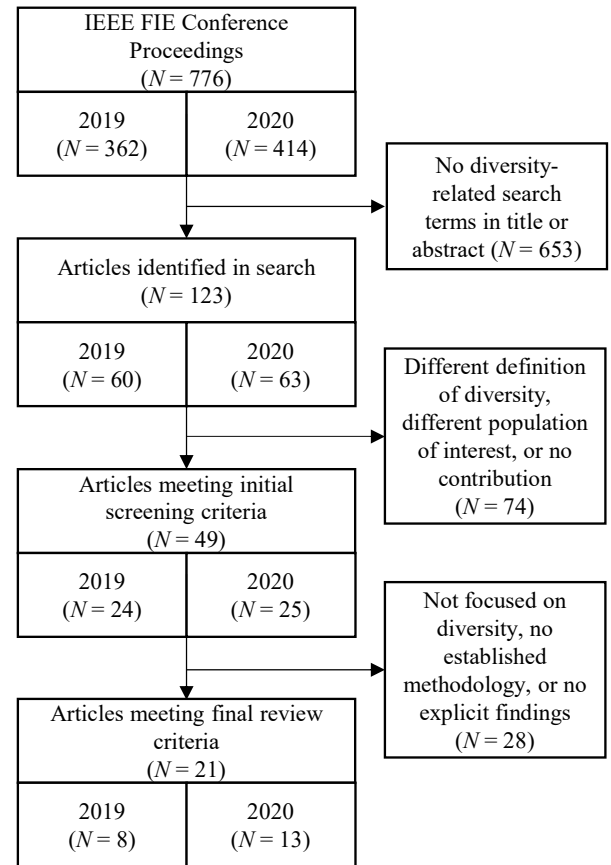 IEEE FIE Conference
Proceedings
(N = 776)
2019
(N = 362)
2020
(N = 414)
No diversity-
related search
terms in title or
abstract (N = 653)
Articles identified in search
(N = 123)
2019
(N = 60)
2020
(N = 63)
Different definition
of diversity,
different population
of interest, or no
contribution
(N = 74)
Articles meeting initial
screening criteria
(N = 49)
2019
(N = 24)
2020
(N = 25)
Not focused on
diversity, no
established
methodology, or no
explicit findings
(N = 28)
Articles meeting final review
criteria
(N = 21)
2019
(N = 8)
2020
(N = 13)